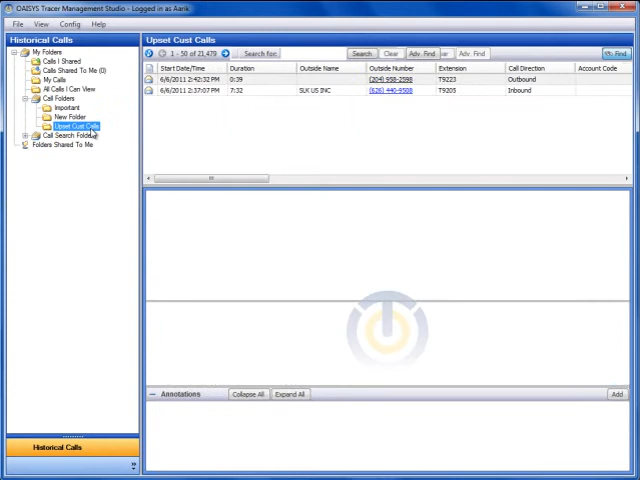 OAISYS Tracer Management Studio - Logged in as Aarik
File View Config Help
Historical Calls
My Folders
Calls I Shared
Calls Shared To Me (0)
My Calls
All Calls I Can View
Call Folders
Important
New Folder
Upset Cust Calls
Call Search Folders
Folders Shared To Me
Historical Calls
Upset Cust Calls
1 - 50 of 21,479 Search for: Search Clear Adv. Find Adv. Find Find
Start Date/Time Duration Outside Name Outside Number Extension Call Direction Account Code
6/6/2011 2:42:32 PM 0:39 (204) 958-2598 T9223 Outbound
6/6/2011 2:37:07 PM 7:32 SLK US INC (626) 440-9508 T9205 Inbound
Annotations Collapse All Expand All Add